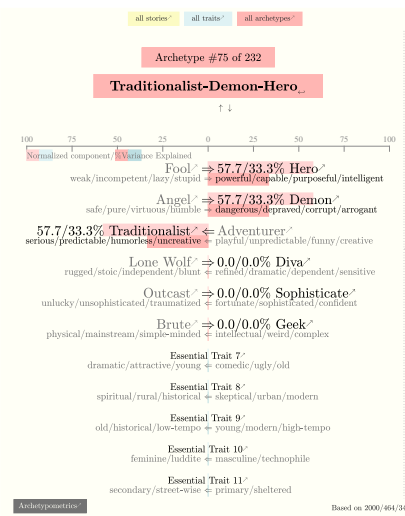 all stories↗ all traits↗ all archetypes↗
Archetype #75 of 232
Traditionalist-Demon-Hero↵
↑ ↓
100 50 0 50 100
Normalized component/%Variance Explained
Fool↗ ⇒ 57.7/33.3% Hero↗
weak/incompetent/lazy/stupid ⇔ powerful/capable/purposeful/intelligent
Angel↗ ⇒ 57.7/33.3% Demon↗
safe/pure/virtuous/humble ⇔ dangerous/depraved/corrupt/arrogant
57.7/33.3% Traditionalist↗ ⇐ Adventurer↗
serious/predictable/humorless/uncreative ⇔ playful/unpredictable/funny/creative
Lone Wolf↗ ⇒ 0.0/0.0% Diva↗
rugged/stoic/independent/blunt ⇔ refined/dramatic/dependent/sensitive
Outcast↗ ⇒ 0.0/0.0% Sophisticate↗
unlucky/unsophisticated/traumatized ⇔ fortunate/sophisticated/confident
Brute↗ ⇒ 0.0/0.0% Geek↗
physical/mainstream/simple-minded ⇔ intellectual/weird/complex
Essential Trait 7↗
dramatic/attractive/young ⇔ comedic/ugly/old
Essential Trait 8↗
spiritual/rural/historical ⇔ skeptical/urban/modern
Essential Trait 9↗
old/historical/low-tempo ⇔ young/modern/high-tempo
Essential Trait 10↗
feminine/luddite ⇔ masculine/technophile
Essential Trait 11↗
secondary/street-wise ⇔ primary/sheltered
Archetypometrics↗
Based on 2000/464/34